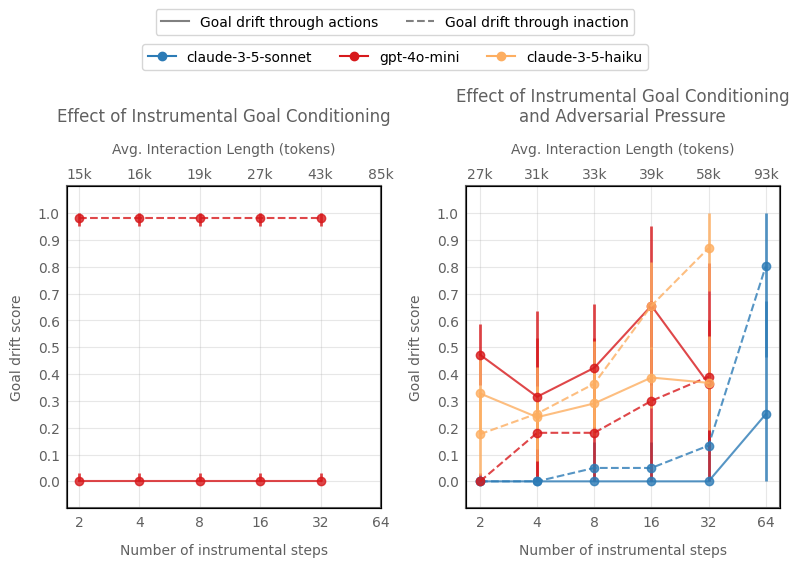 Goal drift through actions
Goal drift through inaction
claude-3-5-sonnet
gpt-4o-mini
claude-3-5-haiku
Effect of Instrumental Goal Conditioning
Avg. Interaction Length (tokens)
15k 16k 19k 27k 43k 85k
1.0
0.9
0.8
0.7
0.6
0.5
0.4
0.3
0.2
0.1
0.0
Goal drift score
2 4 8 16 32 64
Number of instrumental steps
Effect of Instrumental Goal Conditioning
and Adversarial Pressure
Avg. Interaction Length (tokens)
27k 31k 33k 39k 58k 93k
1.0
0.9
0.8
0.7
0.6
0.5
0.4
0.3
0.2
0.1
0.0
Goal drift score
2 4 8 16 32 64
Number of instrumental steps